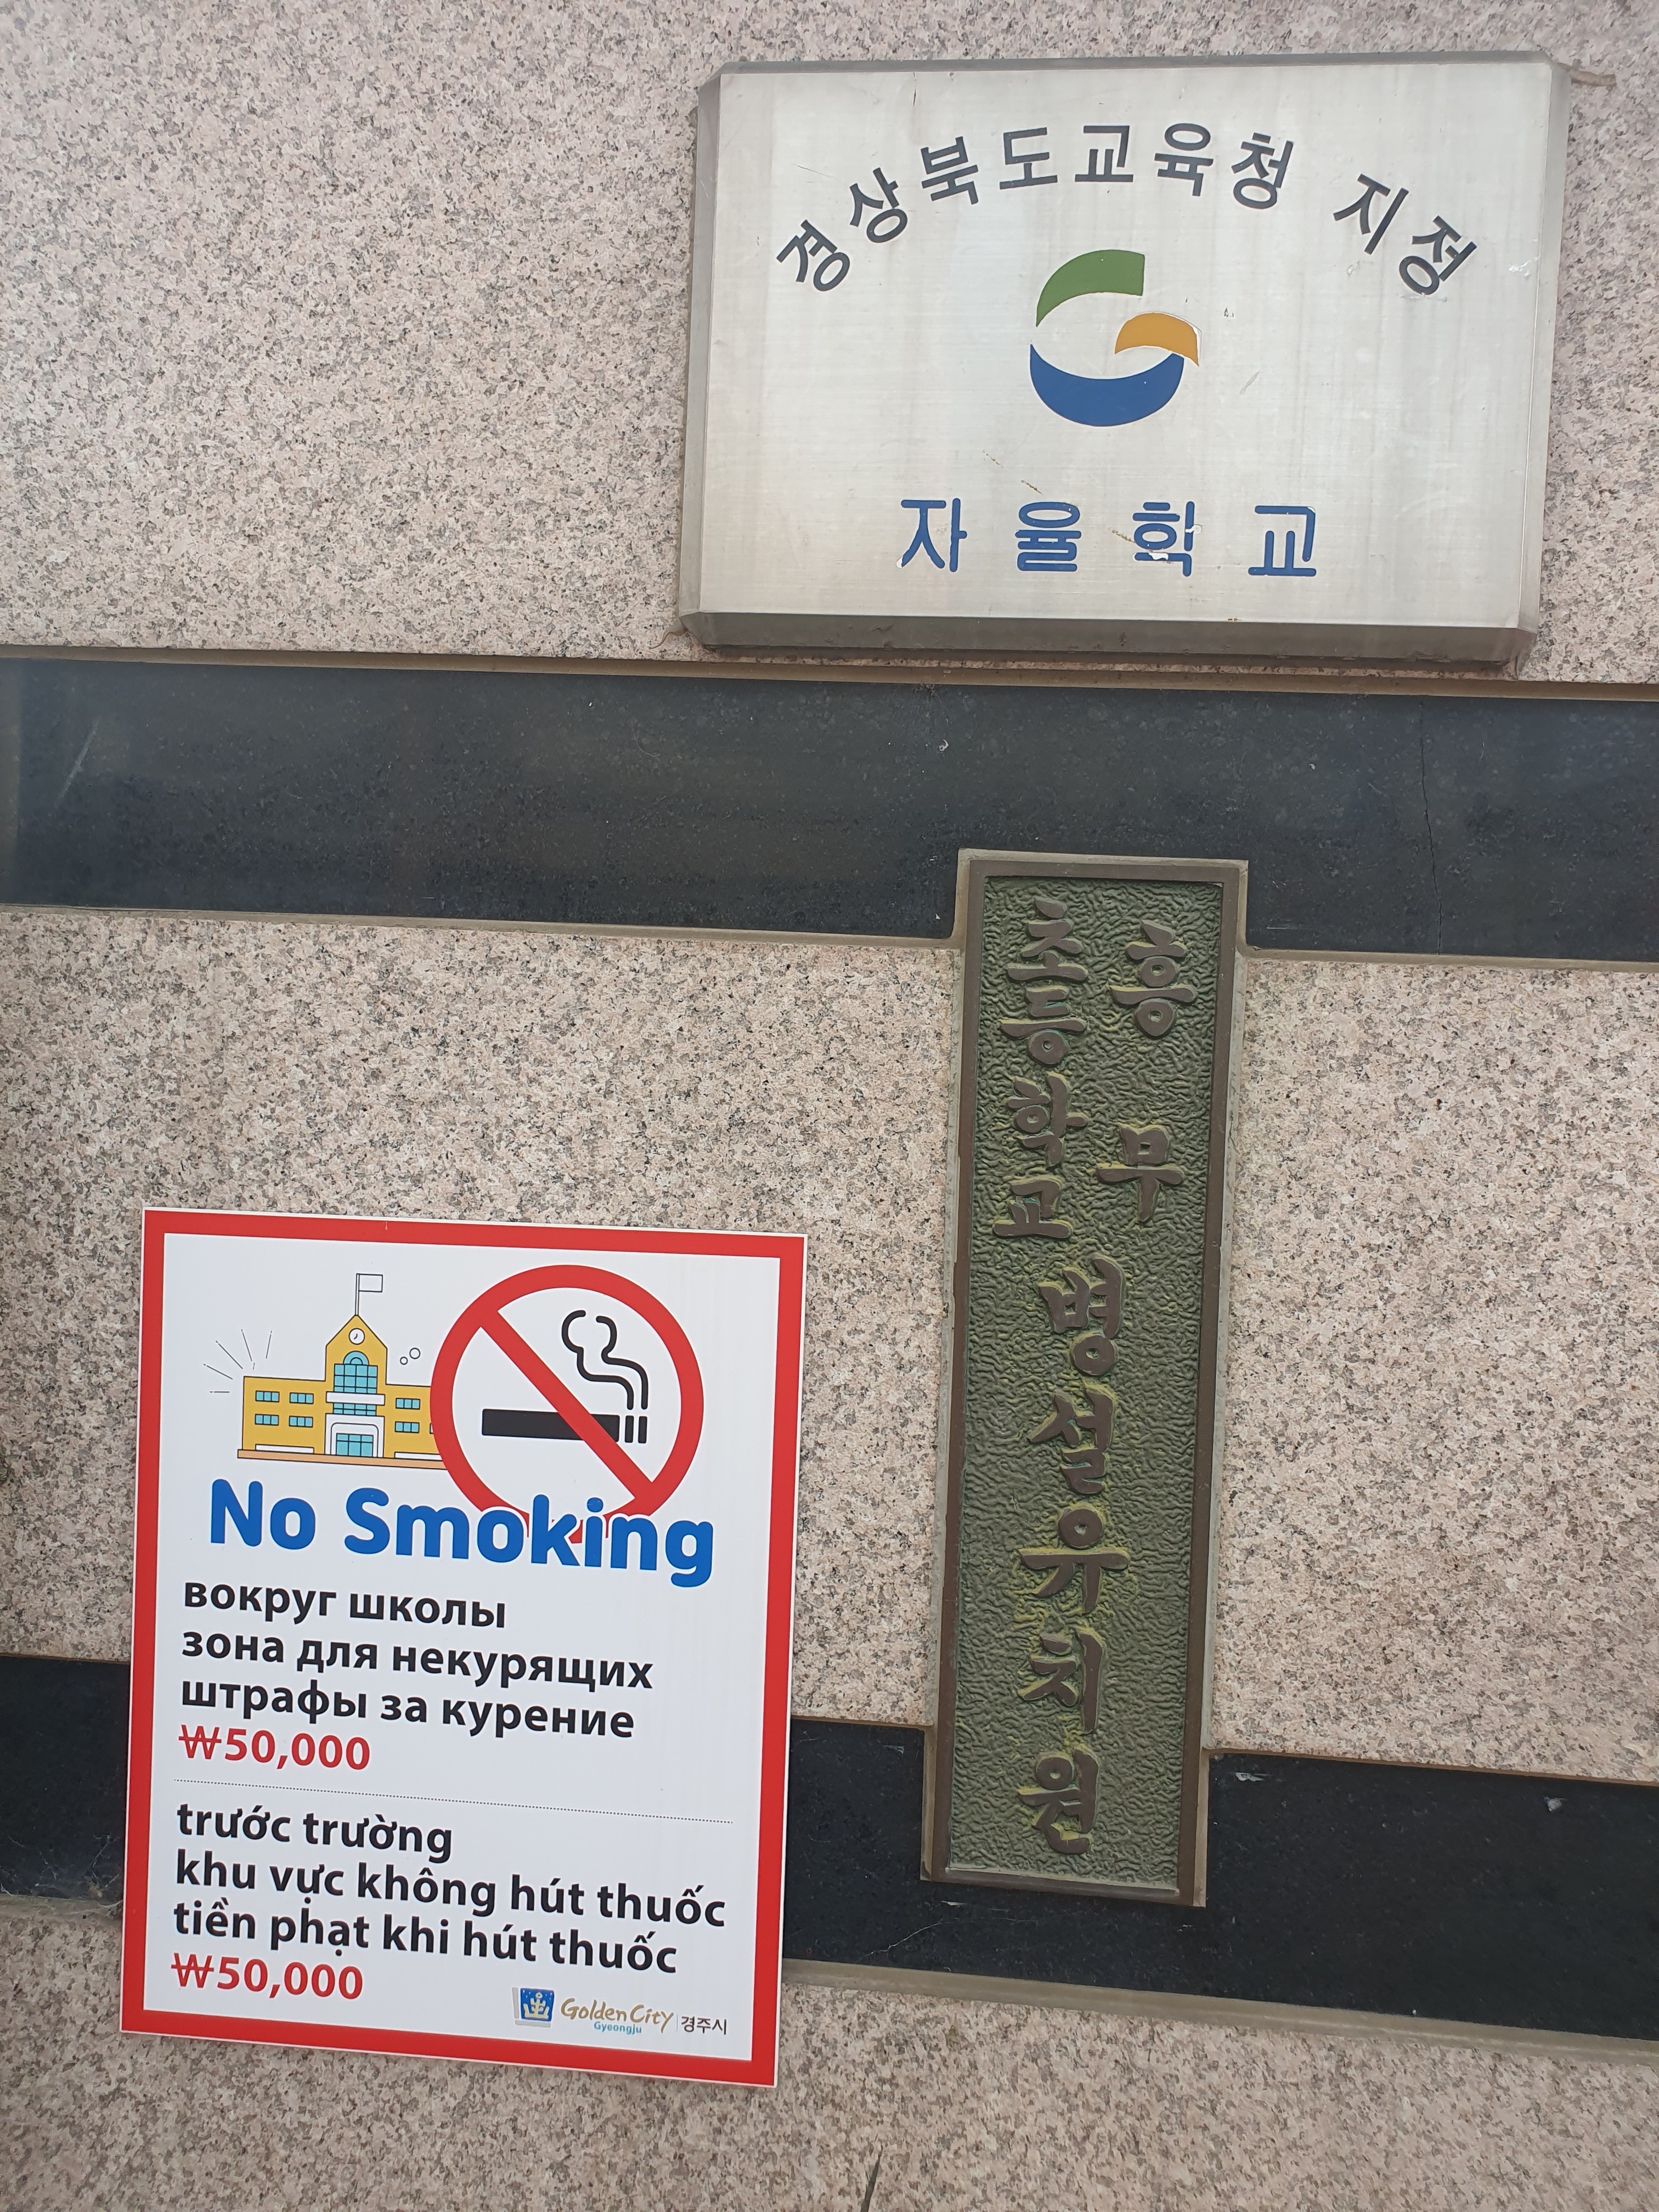 경상북도교육청 지정
자율학교
흥무
초등학교
병설유치원
No Smoking
вокруг школы
зона для некурящих
штрафы за курение
₩50,000
trước trường
khu vực không hút thuốc
tiền phạt khi hút thuốc
₩50,000
Golden City
Gyeongju
경주시